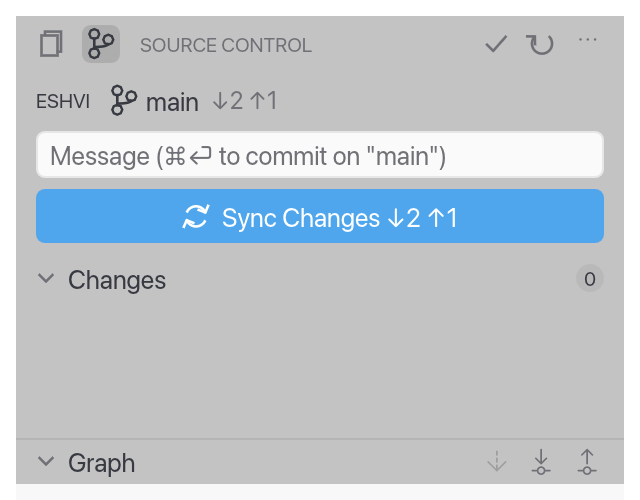 SOURCE CONTROL
ESHVI main ↓2 ↑1
Message (⌘⏎ to commit on "main")
Sync Changes ↓2 ↑1
Changes 0
Graph